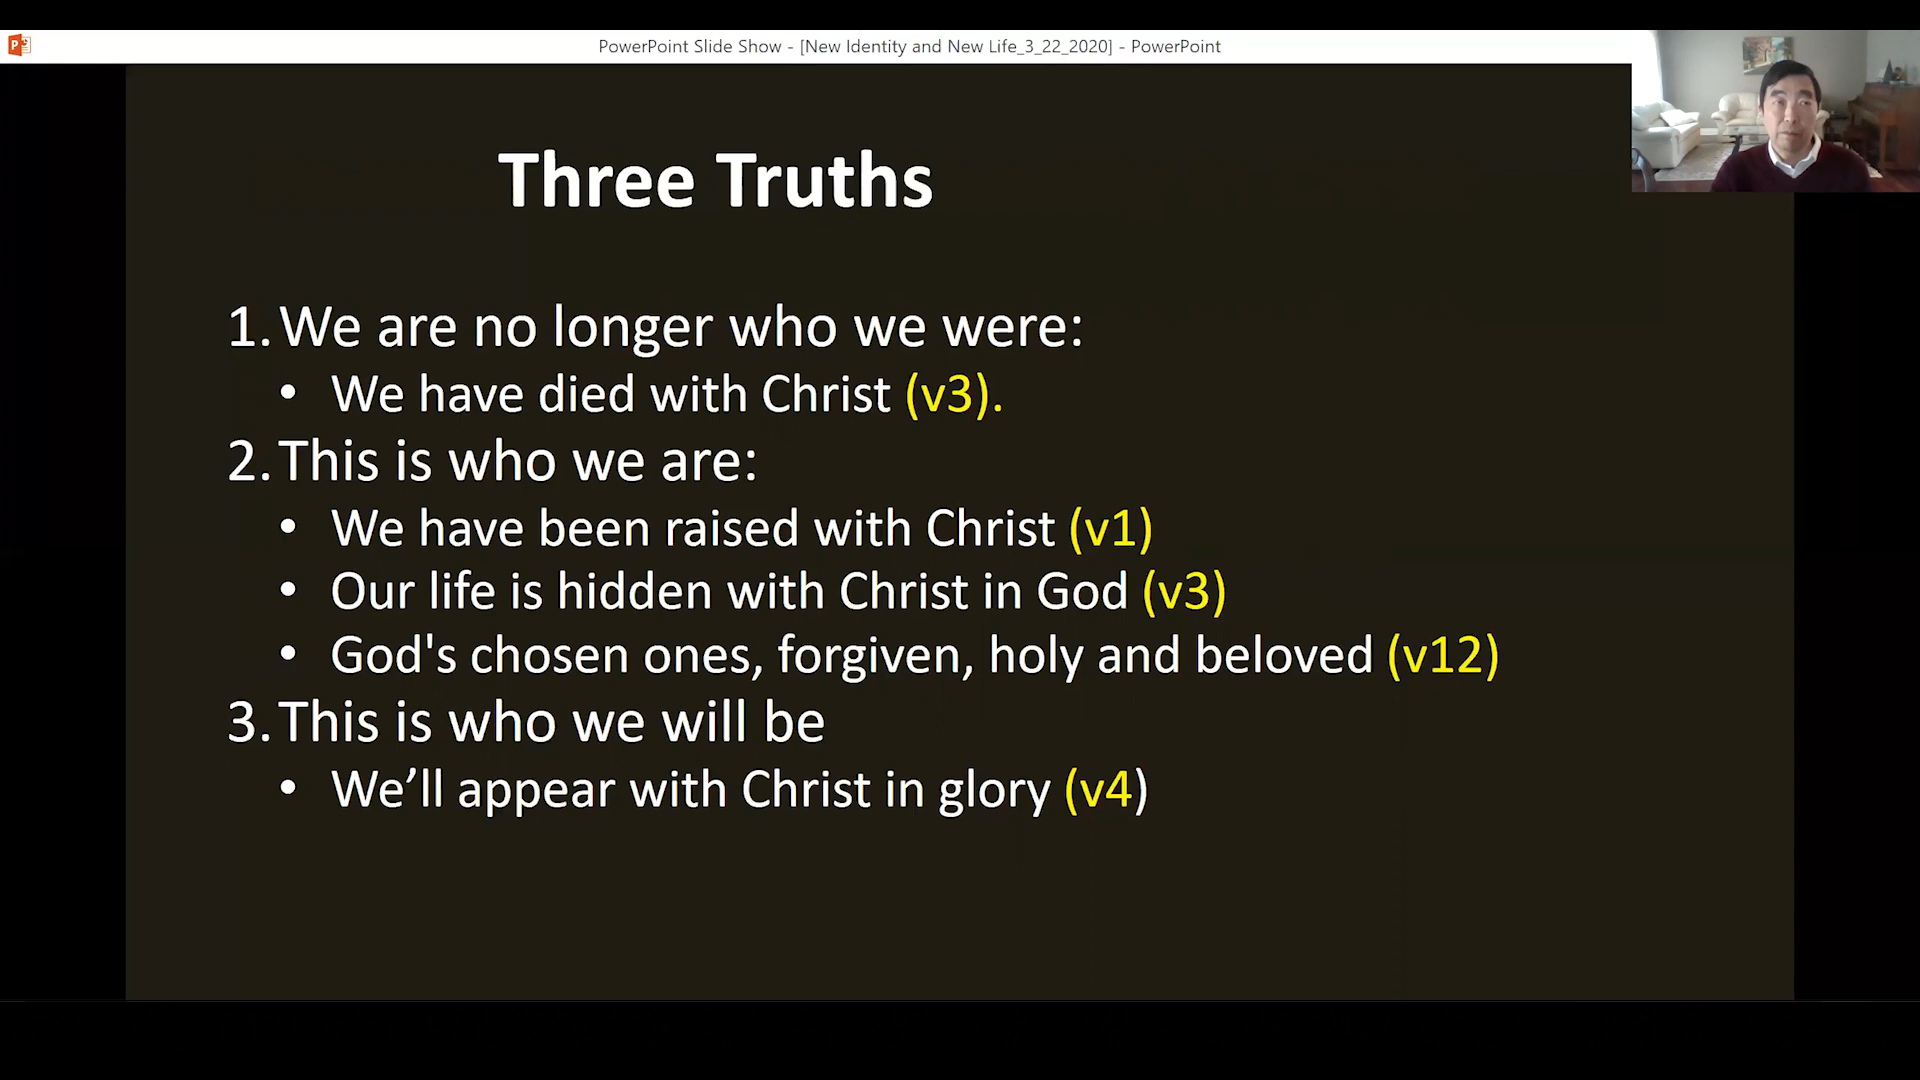 PowerPoint Slide Show - [New Identity and New Life_3_22_2020] - PowerPoint
Three Truths
1. We are no longer who we were:
• We have died with Christ (v3).
2. This is who we are:
• We have been raised with Christ (v1)
• Our life is hidden with Christ in God (v3)
• God's chosen ones, forgiven, holy and beloved (v12)
3. This is who we will be
• We’ll appear with Christ in glory (v4)